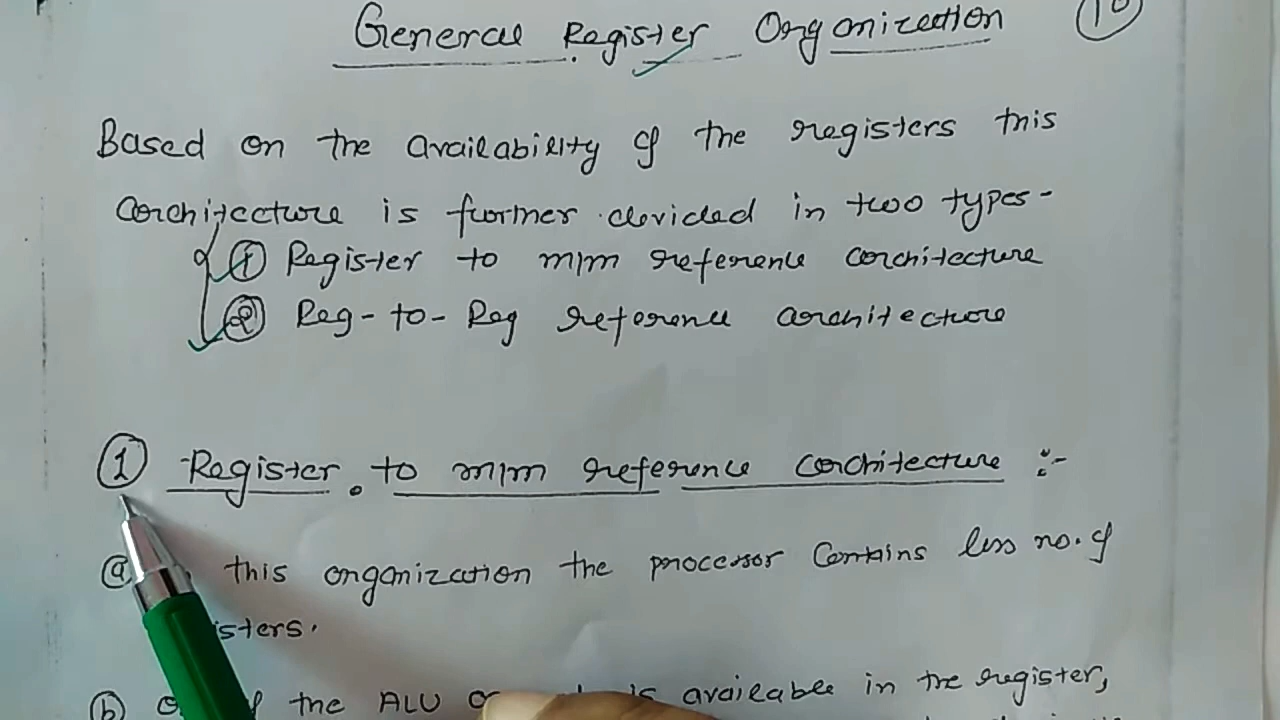 General Register Organization 10
Based on the availability of the registers this
architecture is further devided in two types-
① Register to m/m reference architecture
② Reg-to-Reg reference architecture
① Register to m/m reference architecture :-
ⓐ this organization the processor Contains less no. of
isters.
ⓑ the ALU is available in the register,